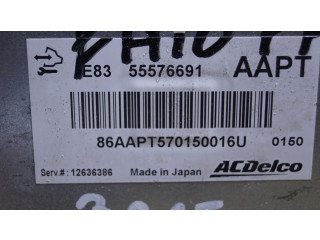 E83 55576691 AAPT
86AAPT570150016U 0150
Serv.#: 12636386 Made in Japan ACDelco